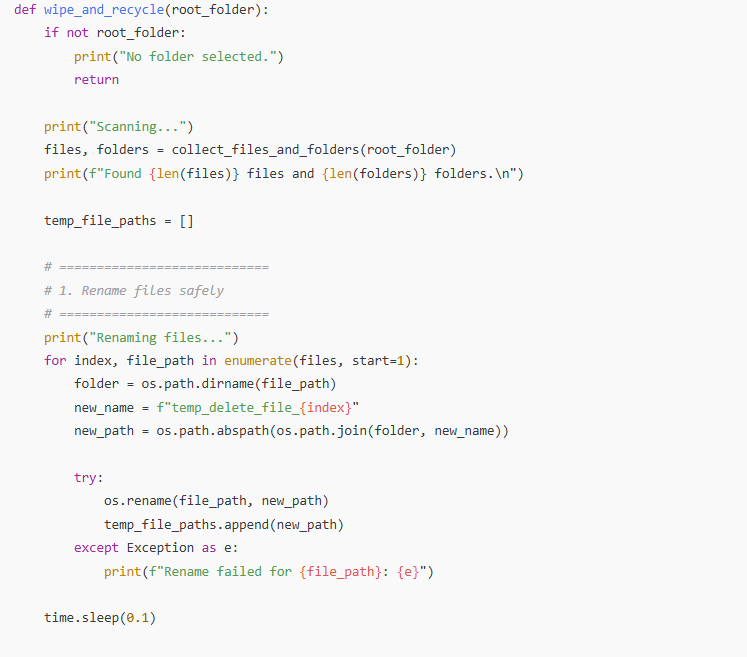 def wipe_and_recycle(root_folder):
    if not root_folder:
        print("No folder selected.")
        return

    print("Scanning...")
    files, folders = collect_files_and_folders(root_folder)
    print(f"Found {len(files)} files and {len(folders)} folders.\n")

    temp_file_paths = []

    # ============================
    # 1. Rename files safely
    # ============================
    print("Renaming files...")
    for index, file_path in enumerate(files, start=1):
        folder = os.path.dirname(file_path)
        new_name = f"temp_delete_file_{index}"
        new_path = os.path.abspath(os.path.join(folder, new_name))

        try:
            os.rename(file_path, new_path)
            temp_file_paths.append(new_path)
        except Exception as e:
            print(f"Rename failed for {file_path}: {e}")

    time.sleep(0.1)